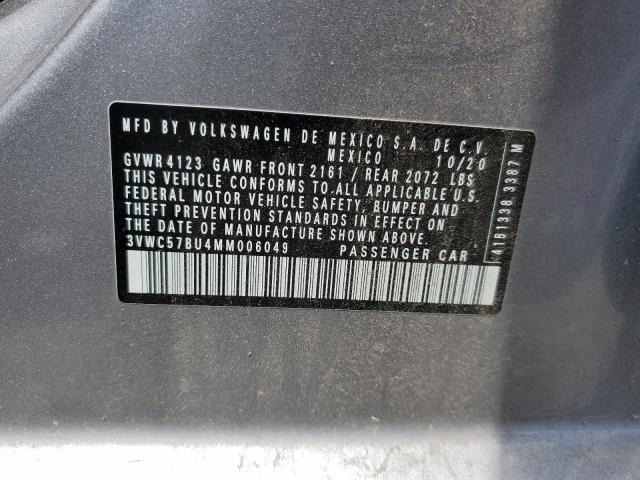 MFD BY VOLKSWAGEN DE MEXICO S.A. DE C.V.
MEXICO 10/20
GVWR 4123 GAWR FRONT 2161 / REAR 2072 LBS
THIS VEHICLE CONFORMS TO ALL APPLICABLE U.S.
FEDERAL MOTOR VEHICLE SAFETY, BUMPER AND
THEFT PREVENTION STANDARDS IN EFFECT ON
THE DATE OF MANUFACTURE SHOWN ABOVE.
3VWC57BU4MM006049 PASSENGER CAR
41B1338 3387 M